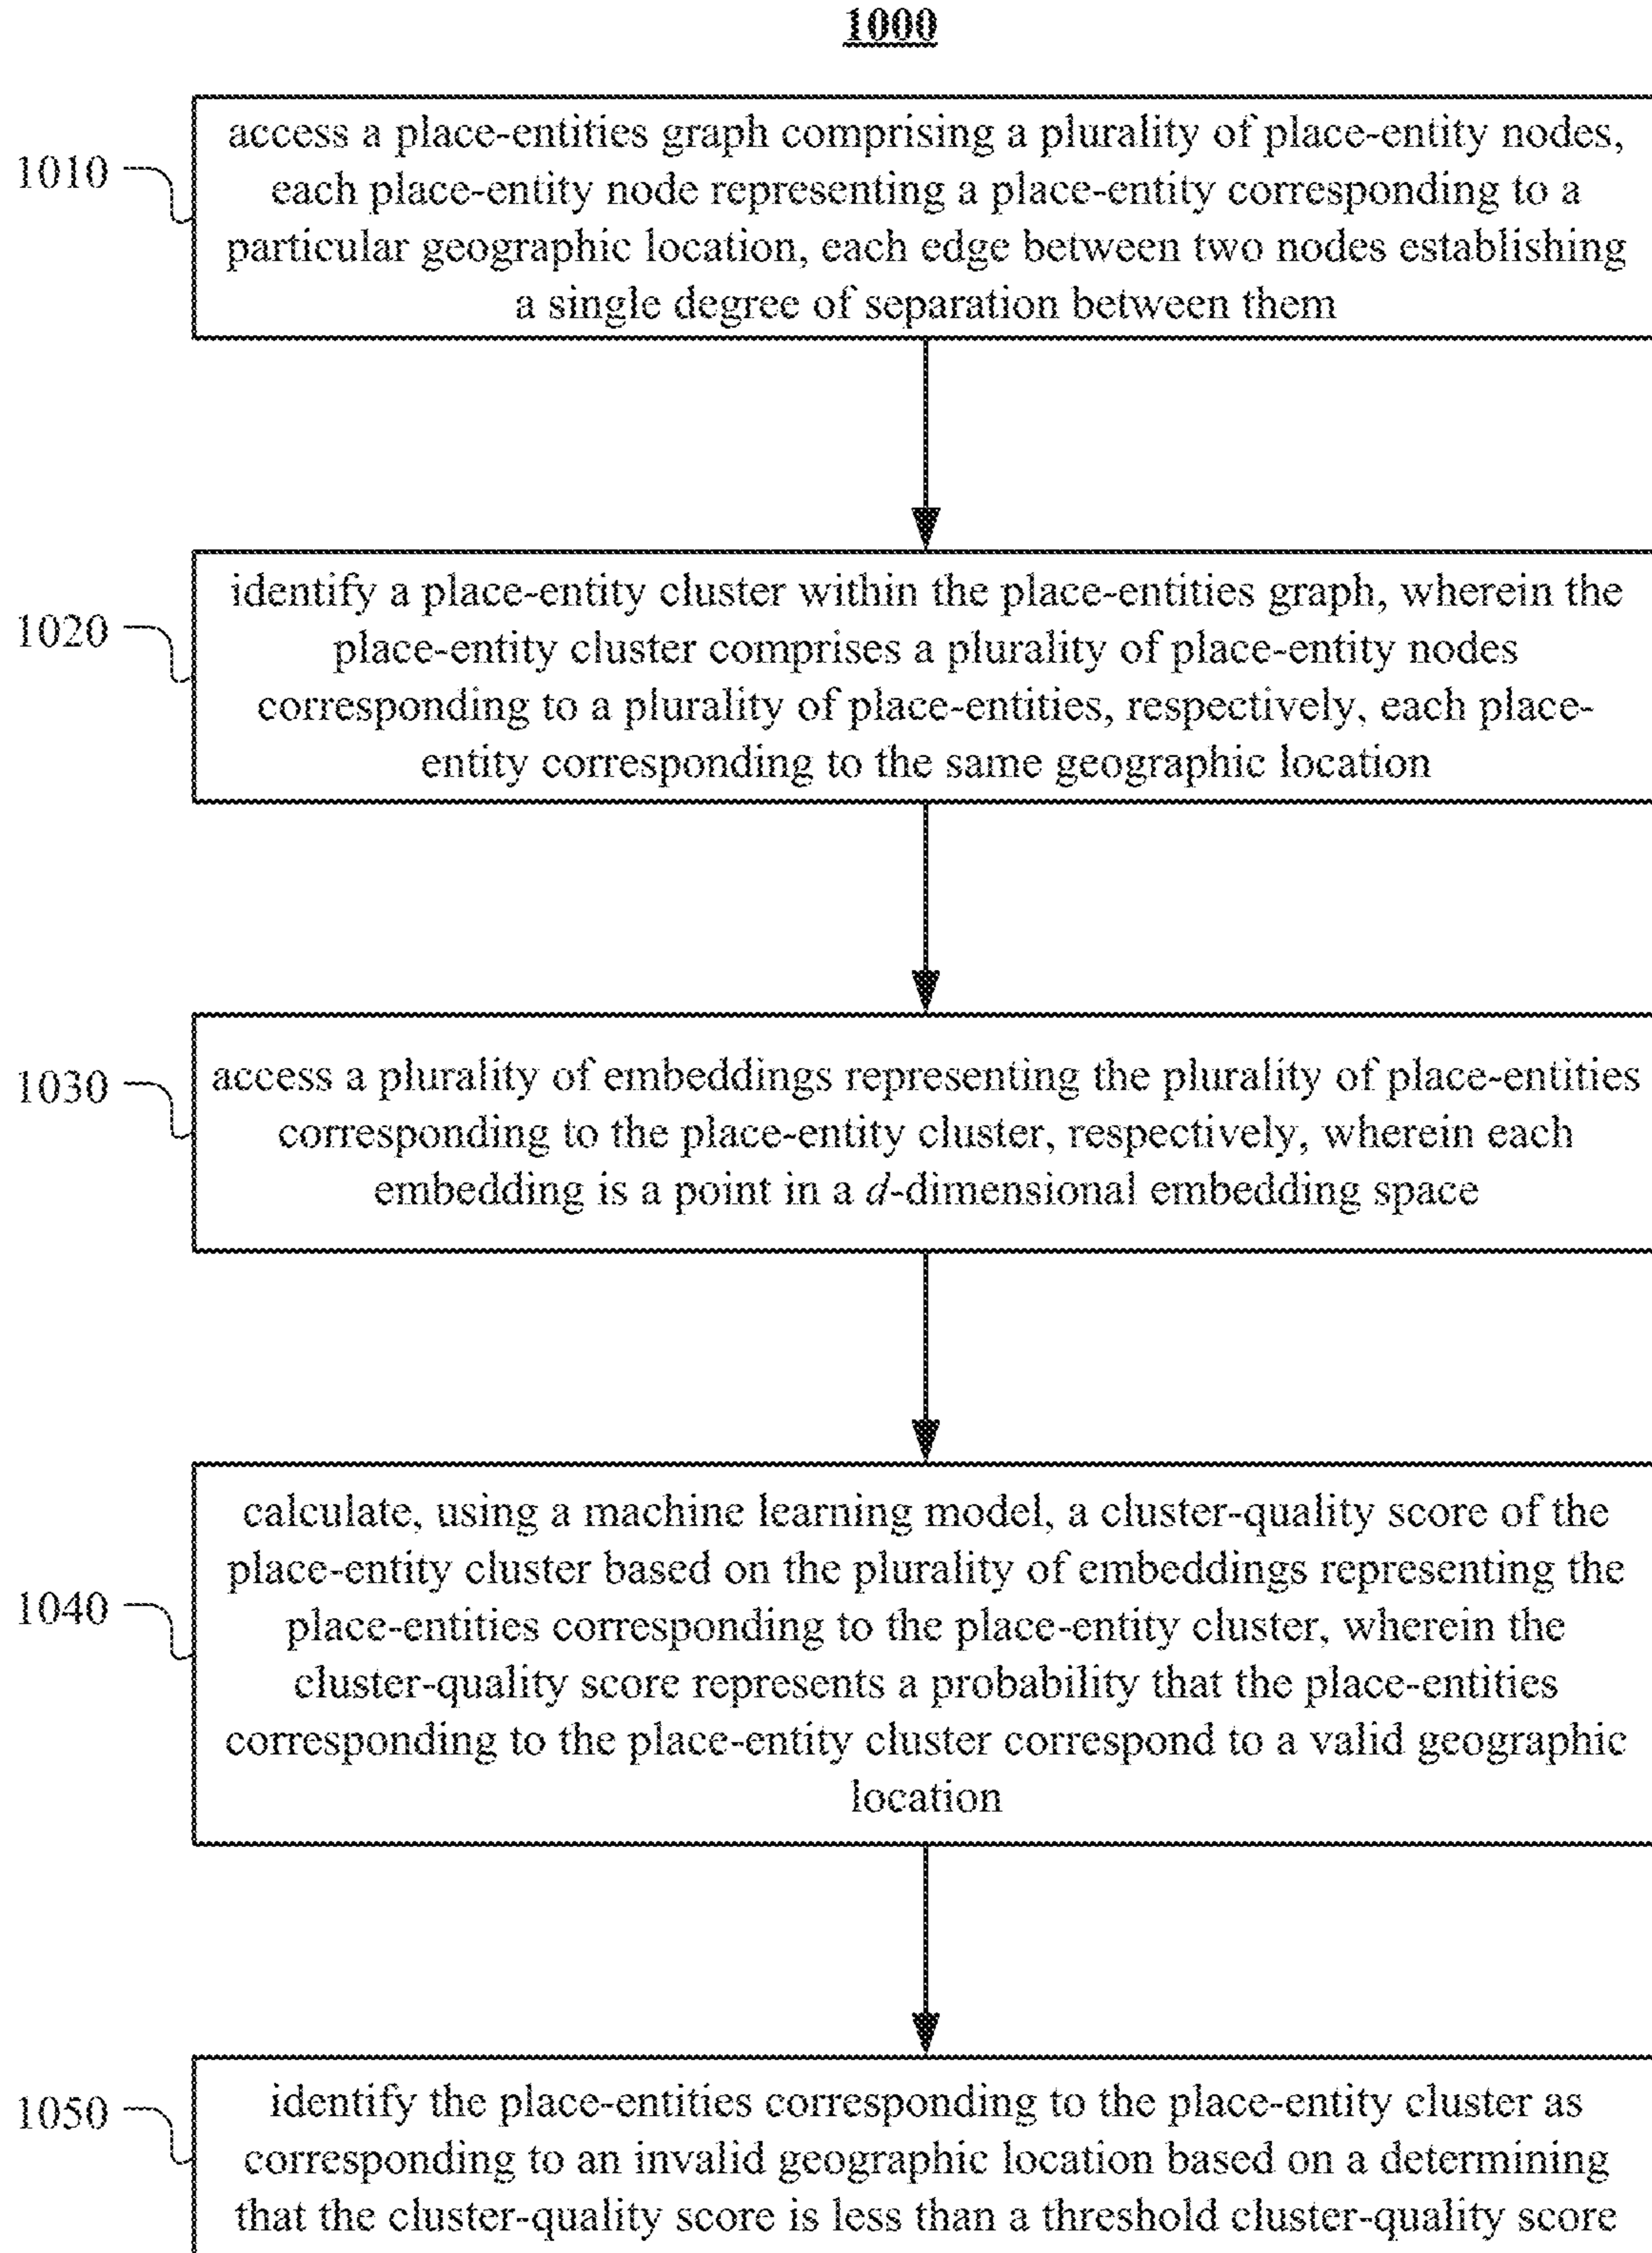 1000
1010
access a place-entities graph comprising a plurality of place-entity nodes,
each place-entity node representing a place-entity corresponding to a
particular geographic location, each edge between two nodes establishing
a single degree of separation between them
1020
identify a place-entity cluster within the place-entities graph, wherein the
place-entity cluster comprises a plurality of place-entity nodes
corresponding to a plurality of place-entities, respectively, each place-
entity corresponding to the same geographic location
1030
access a plurality of embeddings representing the plurality of place-entities
corresponding to the place-entity cluster, respectively, wherein each
embedding is a point in a d-dimensional embedding space
1040
calculate, using a machine learning model, a cluster-quality score of the
place-entity cluster based on the plurality of embeddings representing the
place-entities corresponding to the place-entity cluster, wherein the
cluster-quality score represents a probability that the place-entities
corresponding to the place-entity cluster correspond to a valid geographic
location
1050
identify the place-entities corresponding to the place-entity cluster as
corresponding to an invalid geographic location based on a determining
that the cluster-quality score is less than a threshold cluster-quality score